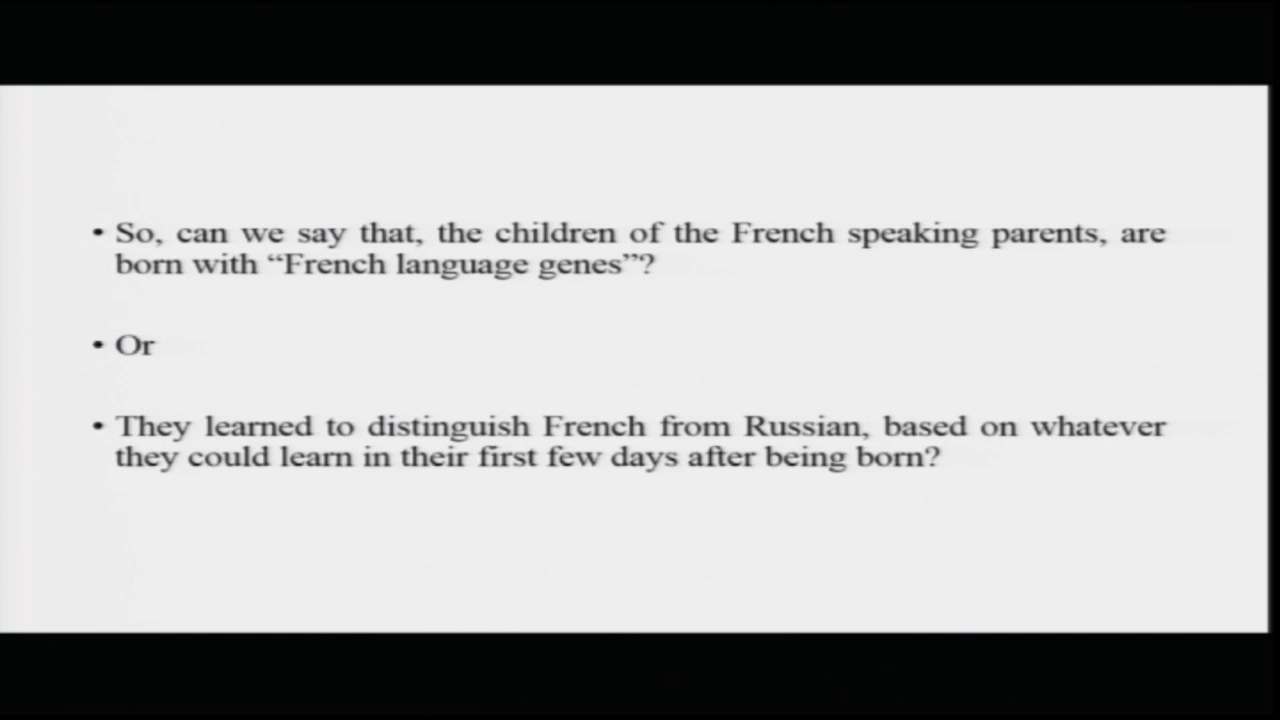 • So, can we say that, the children of the French speaking parents, are
born with “French language genes”?
• Or
• They learned to distinguish French from Russian, based on whatever
they could learn in their first few days after being born?